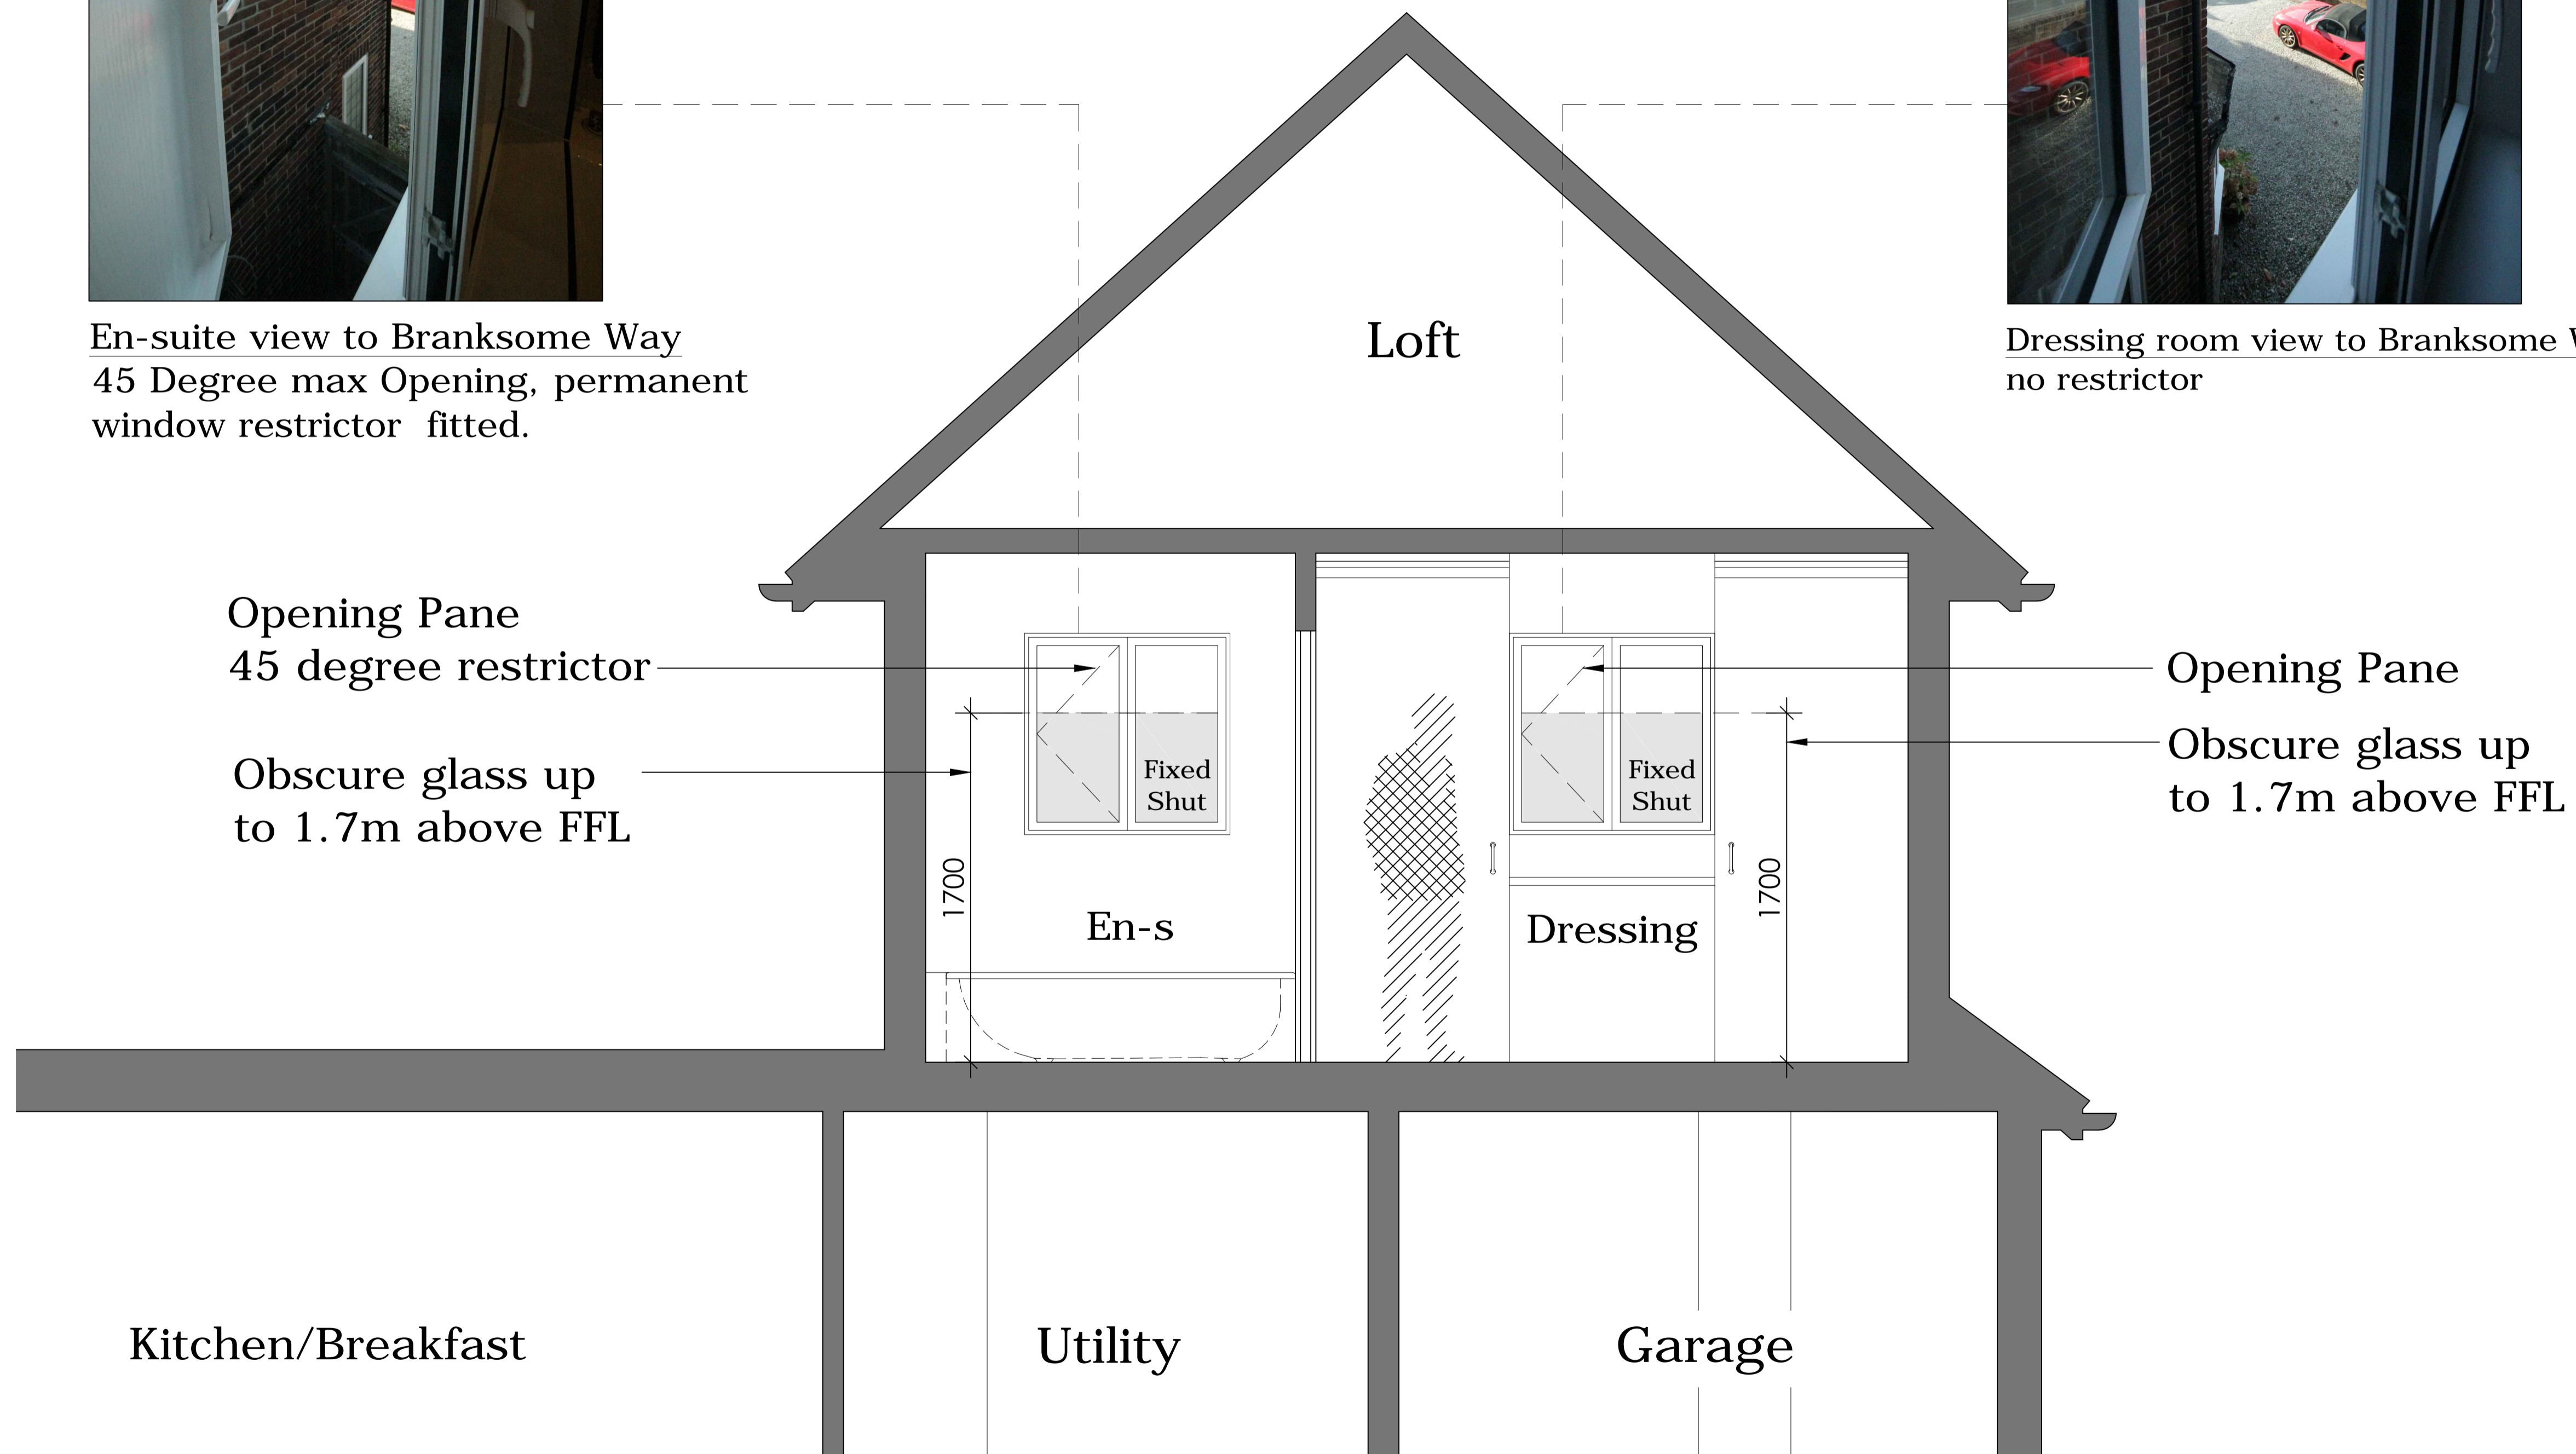 En-suite view to Branksome Way
45 Degree max Opening, permanent
window restrictor fitted.
Dressing room view to Branksome
no restrictor
Loft
Opening Pane
45 degree restrictor
Obscure glass up
to 1.7m above FFL
Opening Pane
Obscure glass up
to 1.7m above FFL
Fixed
Shut
Fixed
Shut
1700
1700
En-s
Dressing
Kitchen/Breakfast
Utility
Garage